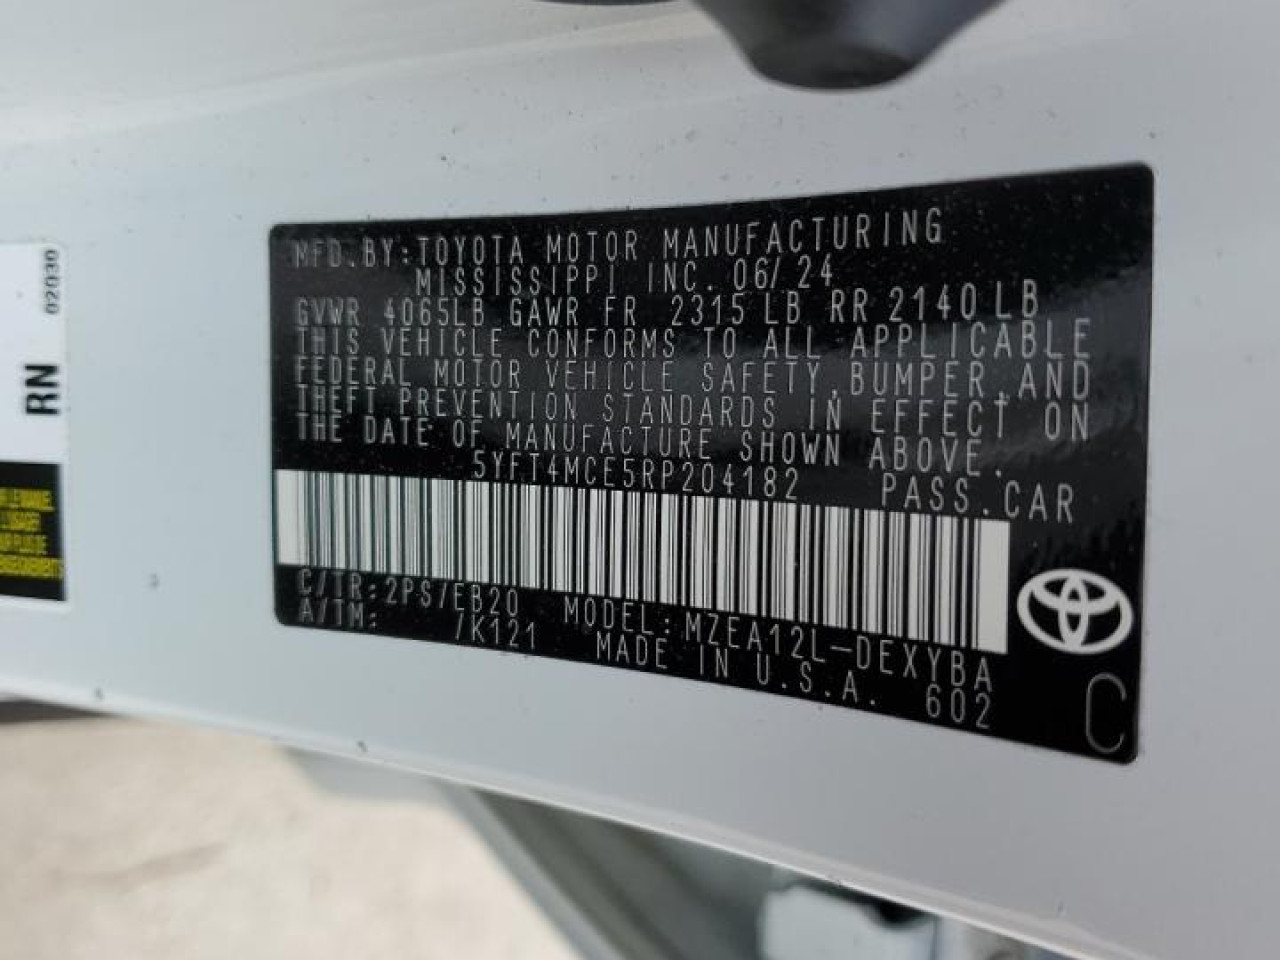 MFD.BY:TOYOTA MOTOR MANUFACTURING
MISSISSIPPI INC. 06/24
GVWR 4065LB GAWR FR 2315LB RR 2140LB
THIS VEHICLE CONFORMS TO ALL APPLICABLE
FEDERAL MOTOR VEHICLE SAFETY,BUMPER,AND
THEFT PREVENTION STANDARDS IN EFFECT ON
THE DATE OF MANUFACTURE SHOWN ABOVE.
5YFT4MCE5RP204182 PASS.CAR
C/TR:2PS/EB20 MODEL:MZEA12L-DEXYBA
A/TM: /K121 MADE IN U.S.A. 602
C
RN
02030